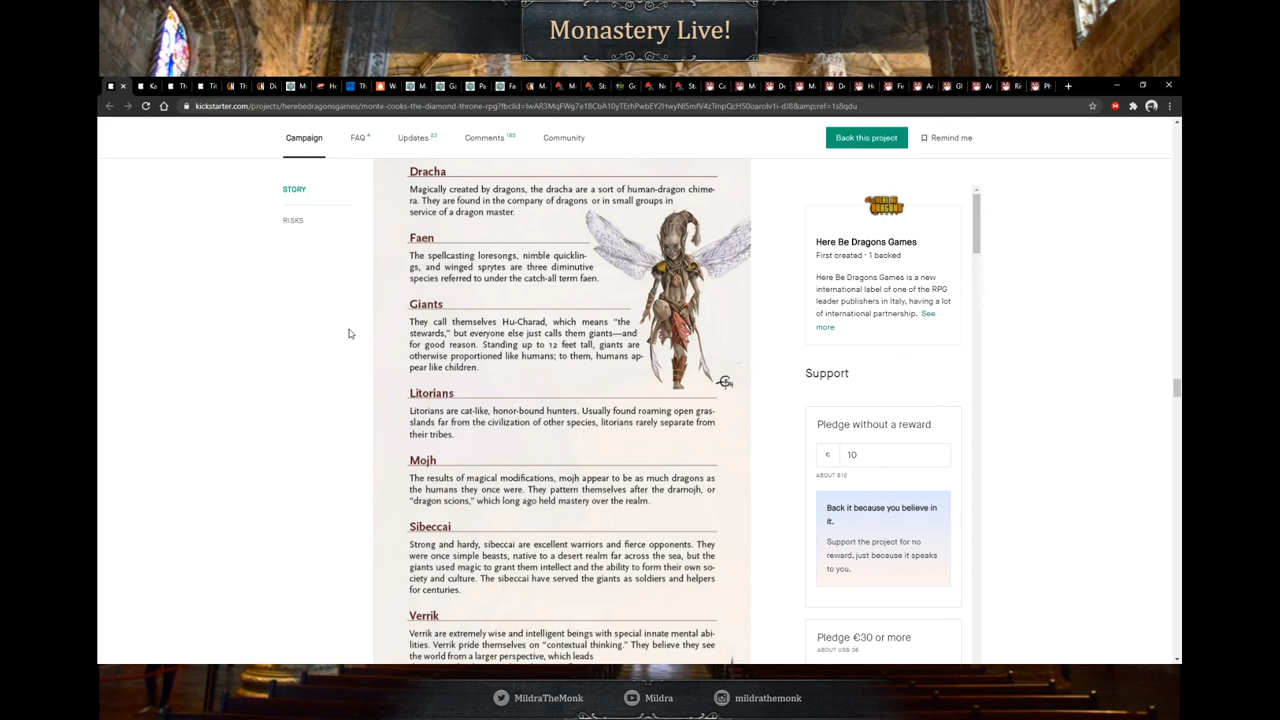 Monastery Live!
kickstarter.com/projects/herebedragonsgames/monte-cooks-the-diamond-throne-rpg?fbclid=
Campaign
FAQ 4
Updates 23
Comments 185
Community
Back this project
Remind me
STORY
RISKS
Dracha
Magically created by dragons, the dracha are a sort of human-dragon chime-
ra. They are found in the company of dragons or in small groups in
service of a dragon master.
Faen
The spellcasting loresongs, nimble quicklin-
gs, and winged sprytes are three diminutive
species referred to under the catch-all term faen.
Giants
They call themselves Hu-Charad, which means “the
stewards,” but everyone else just calls them giants—and
for good reason. Standing up to 12 feet tall, giants are
otherwise proportioned like humans; to them, humans ap-
pear like children.
Litorians
Litorians are cat-like, honor-bound hunters. Usually found roaming open gras-
slands far from the civilization of other species, litorians rarely separate from
their tribes.
Mojh
The results of magical modifications, mojh appear to be as much dragons as
the humans they once were. They pattern themselves after the dramojh, or
“dragon scions,” which long ago held mastery over the realm.
Sibeccai
Strong and hardy, sibeccai are excellent warriors and fierce opponents. They
were once simple beasts, native to a desert realm far across the sea, but the
giants used magic to grant them intellect and the ability to form their own so-
ciety and culture. The sibeccai have served the giants as soldiers and helpers
for centuries.
Verrik
Verrik are extremely wise and intelligent beings with special innate mental abi-
lities. Verrik pride themselves on “contextual thinking.” They believe they see
the world from a larger perspective, which leads
HERE BE
DRAGONS
Here Be Dragons Games
First created · 1 backed
Here Be Dragons Games is a new
international label of one of the RPG
leader publishers in Italy, having a lot
of international partnership. See
more
Support
Pledge without a reward
€ 10
ABOUT $12
Back it because you believe in
it.
Support the project for no
reward, just because it speaks
to you.
Pledge €30 or more
ABOUT US$ 36
MildraTheMonk
Mildra
mildrathemonk